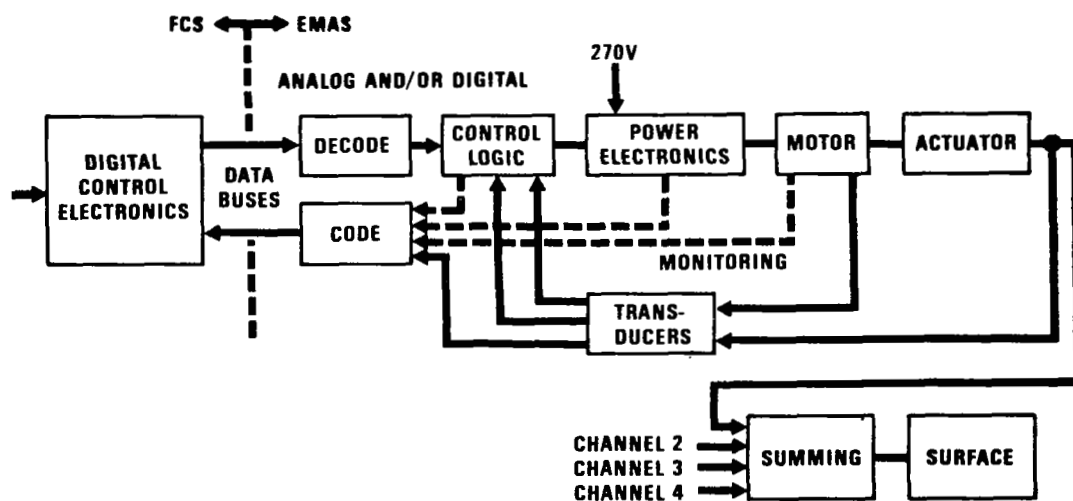 FCS EMAS
ANALOG AND/OR DIGITAL
270V
DIGITAL
CONTROL
ELECTRONICS
DATA
BUSES
DECODE
CONTROL
LOGIC
POWER
ELECTRONICS
MOTOR
ACTUATOR
CODE
MONITORING
TRANS-
DUCERS
CHANNEL 2
CHANNEL 3
CHANNEL 4
SUMMING
SURFACE